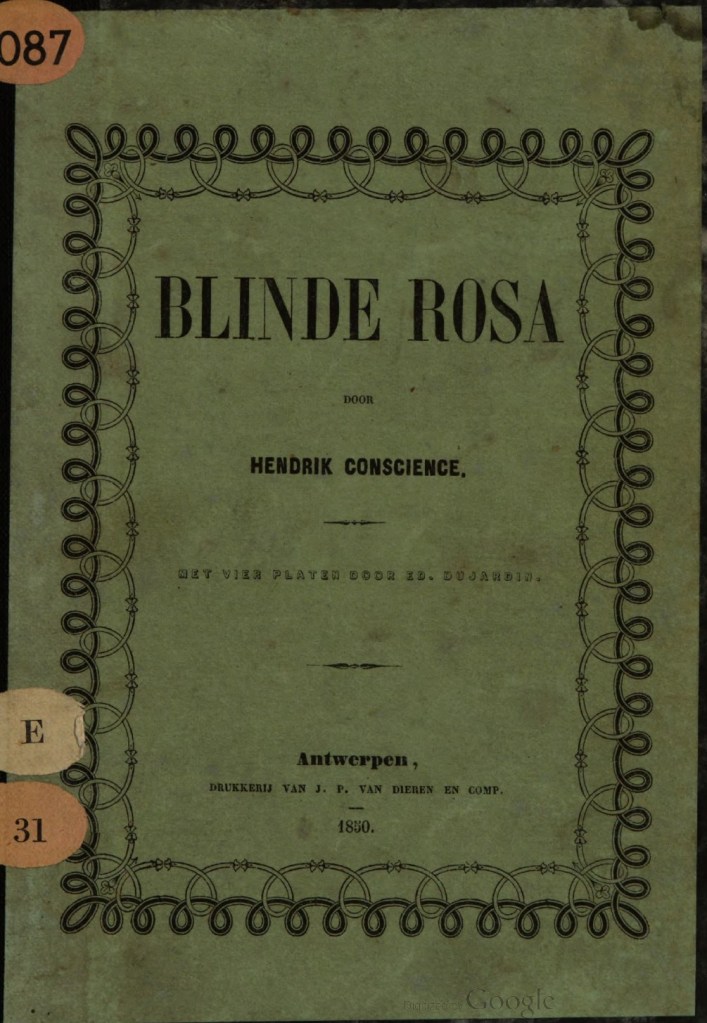 087
BLINDE ROSA
DOOR
HENDRIK CONSCIENCE.
MET VIER PLATEN DOOR ED. DUJARDIN.
E
Antwerpen,
DRUKKERIJ VAN J. P. VAN DIEREN EN COMP.
31
1850.
Google